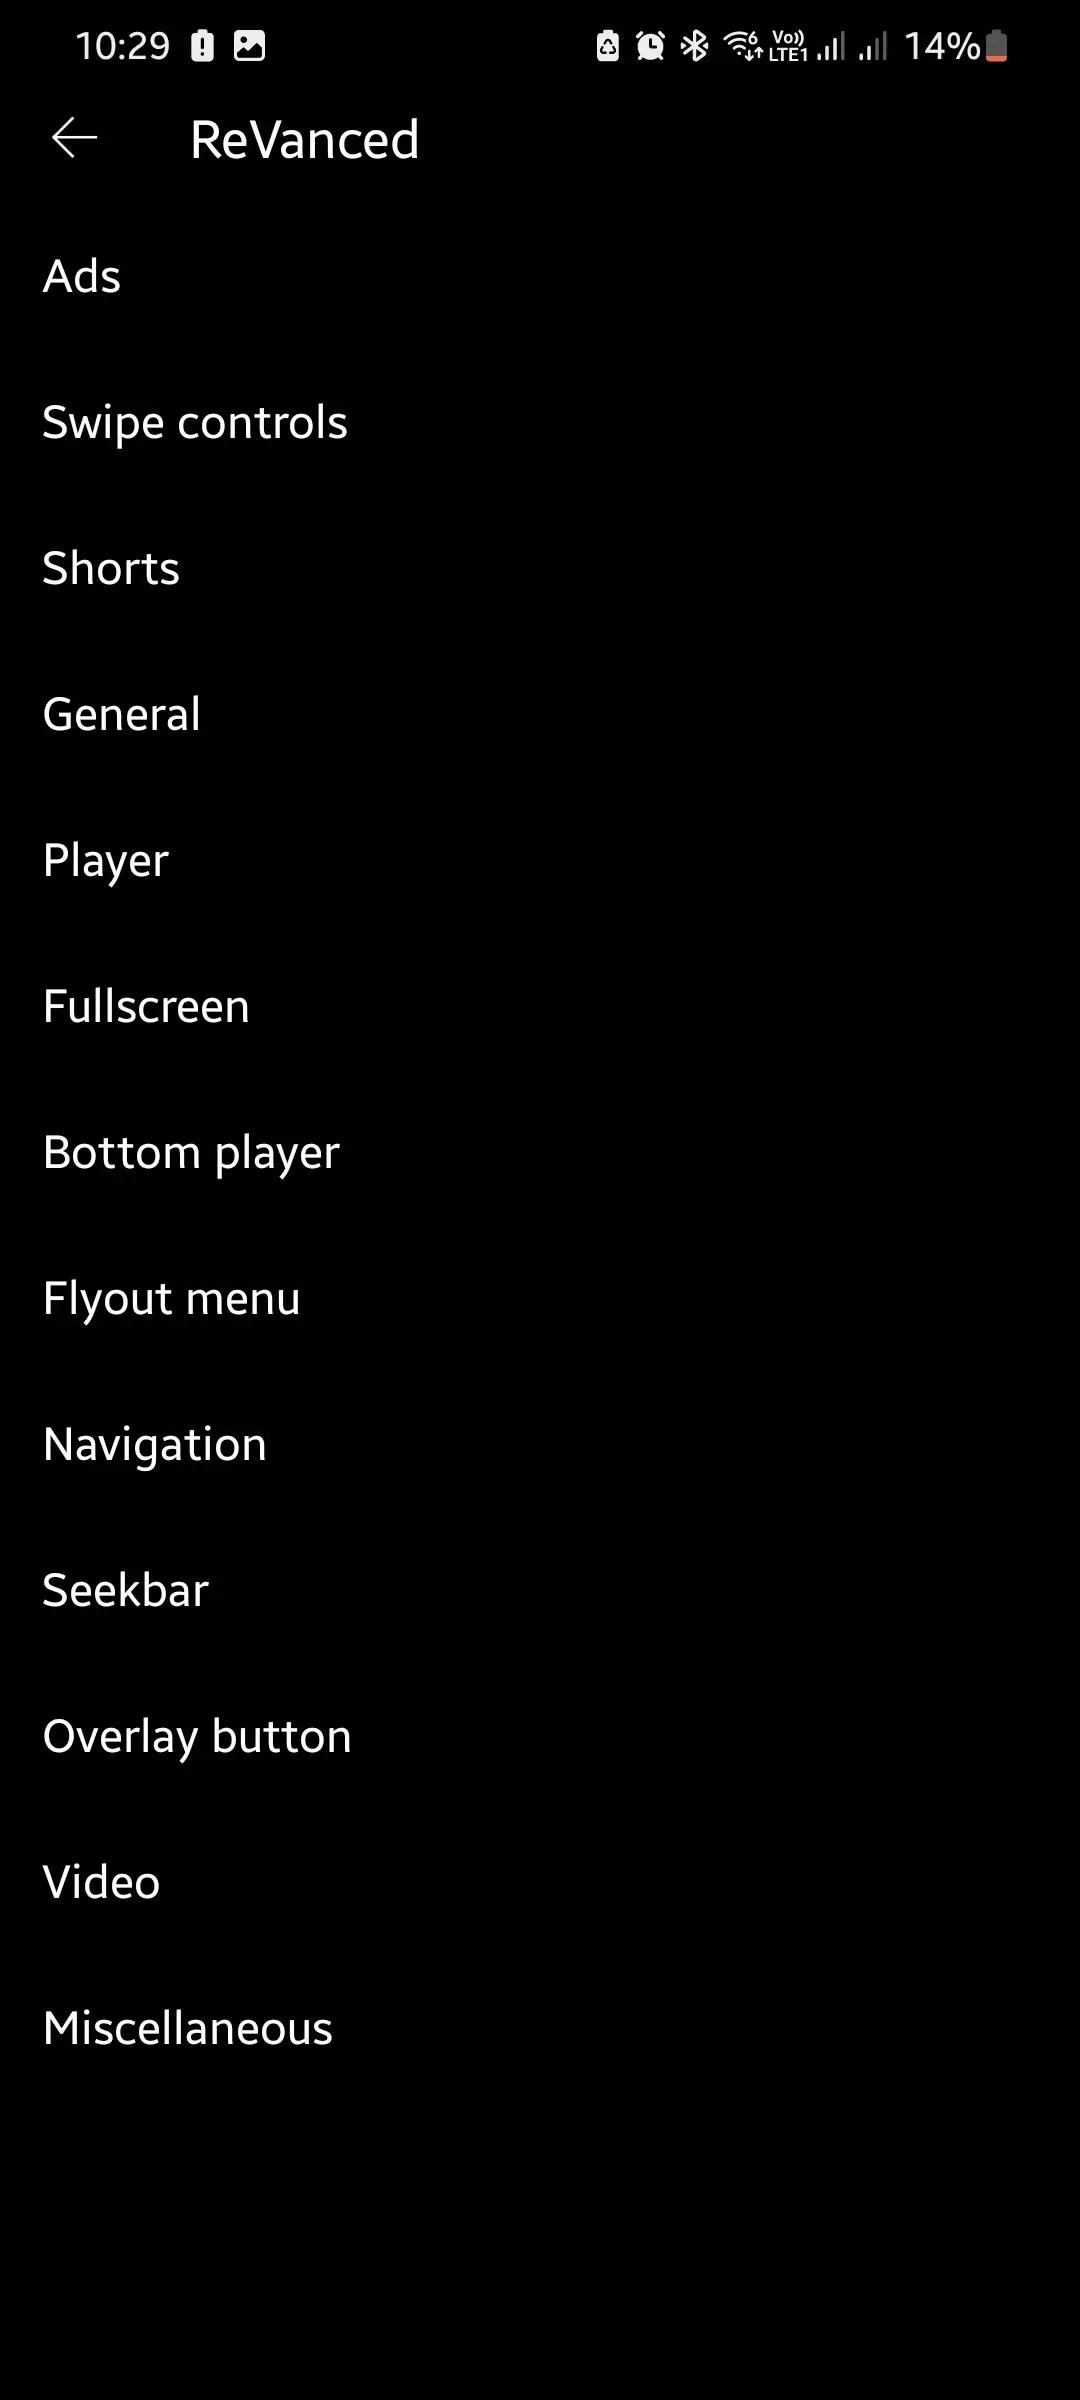 10:29 6 Vo)) LTE1 14%
ReVanced
Ads
Swipe controls
Shorts
General
Player
Fullscreen
Bottom player
Flyout menu
Navigation
Seekbar
Overlay button
Video
Miscellaneous